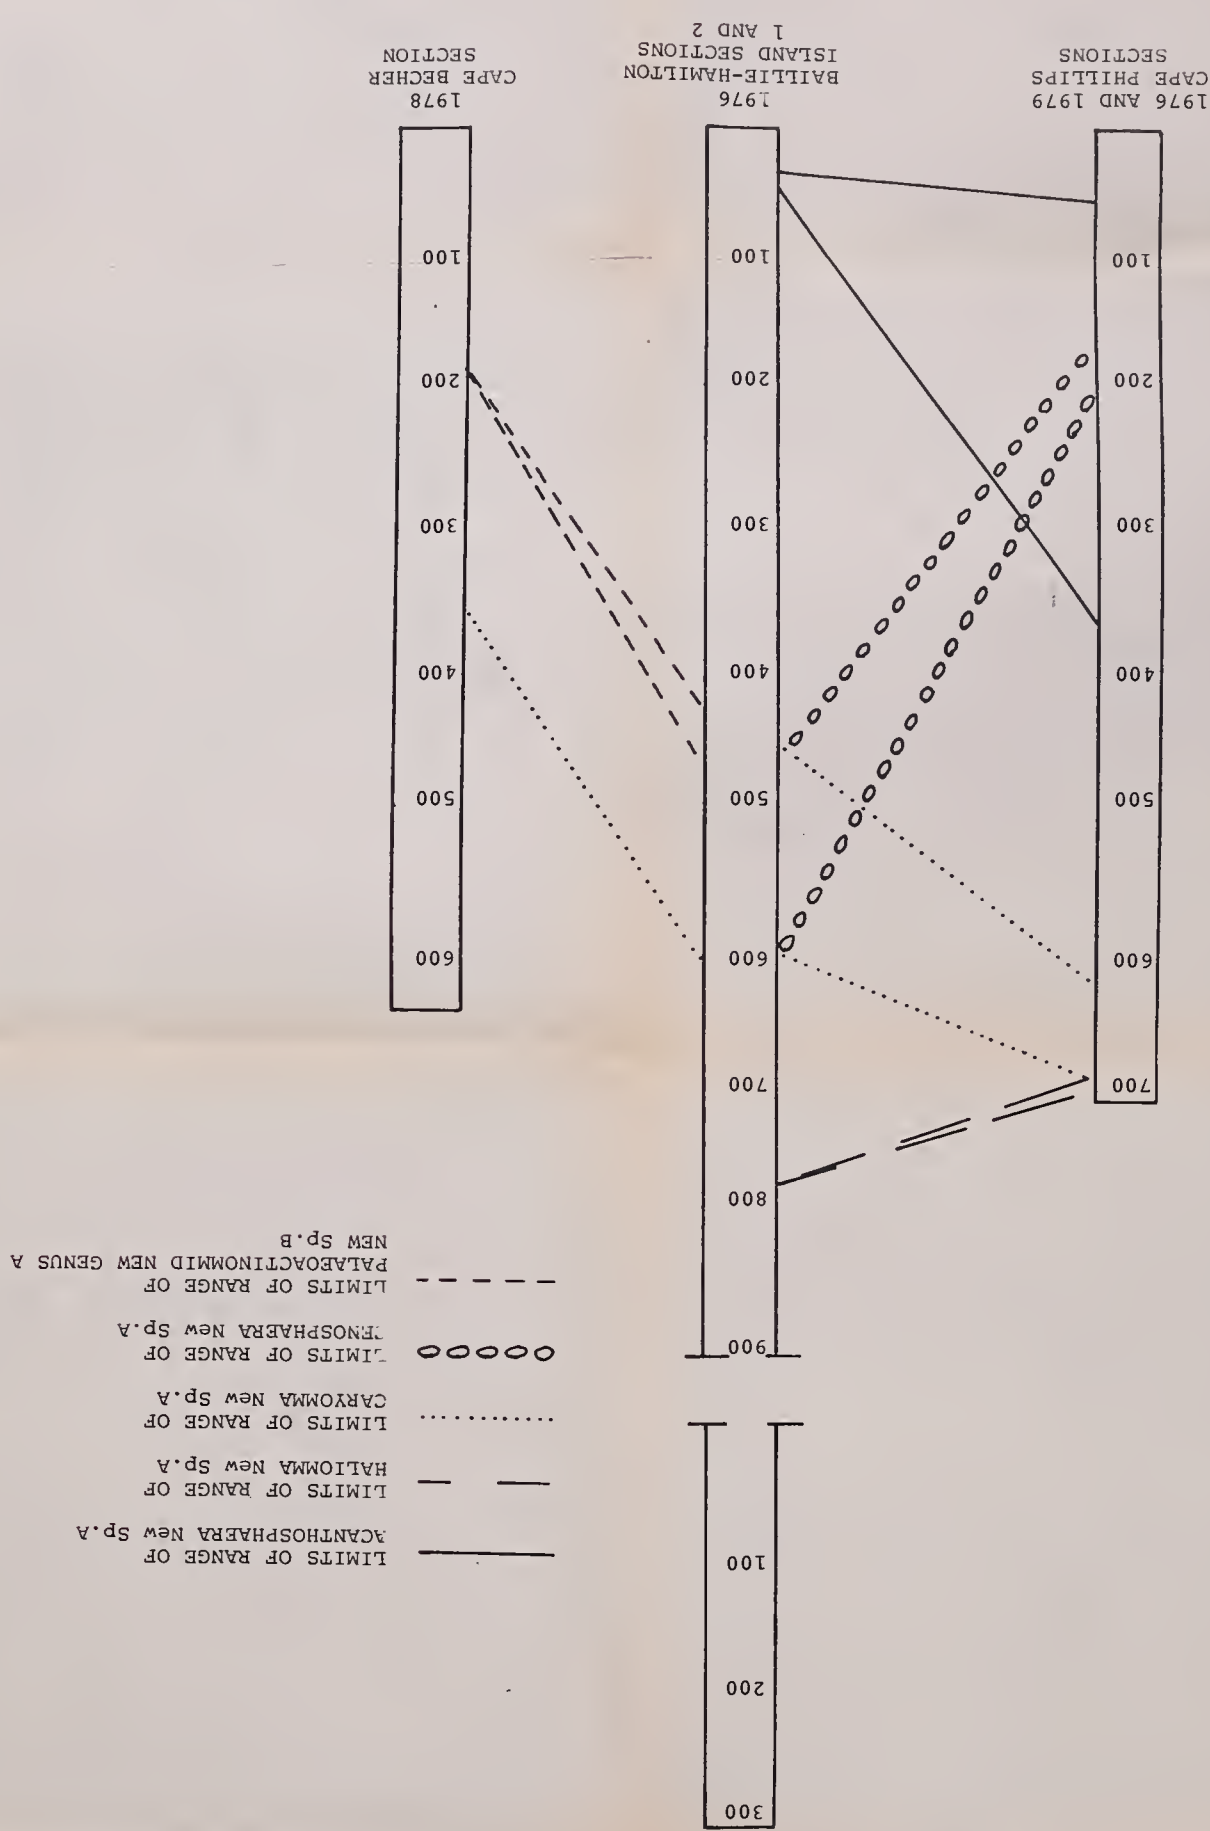 300
200
100
LIMITS OF RANGE OF
ACANTHOSPHAERA New Sp.A
LIMITS OF RANGE OF
HALIOMMA New Sp.A
LIMITS OF RANGE OF
CARYOMMA New Sp.A
LIMITS OF RANGE OF
CENOSPHAERA New Sp.A
LIMITS OF RANGE OF
PALAEOACTINOMMID NEW GENUS A
NEW Sp.B
900
800
700
600
500
400
300
200
100
700
600
500
400
300
200
100
600
500
400
300
200
100
1976 AND 1979
CAPE PHILLIPS
SECTIONS
1976
BAILLIE-HAMILTON
ISLAND SECTIONS
1 AND 2
1978
CAPE BECHER
SECTION